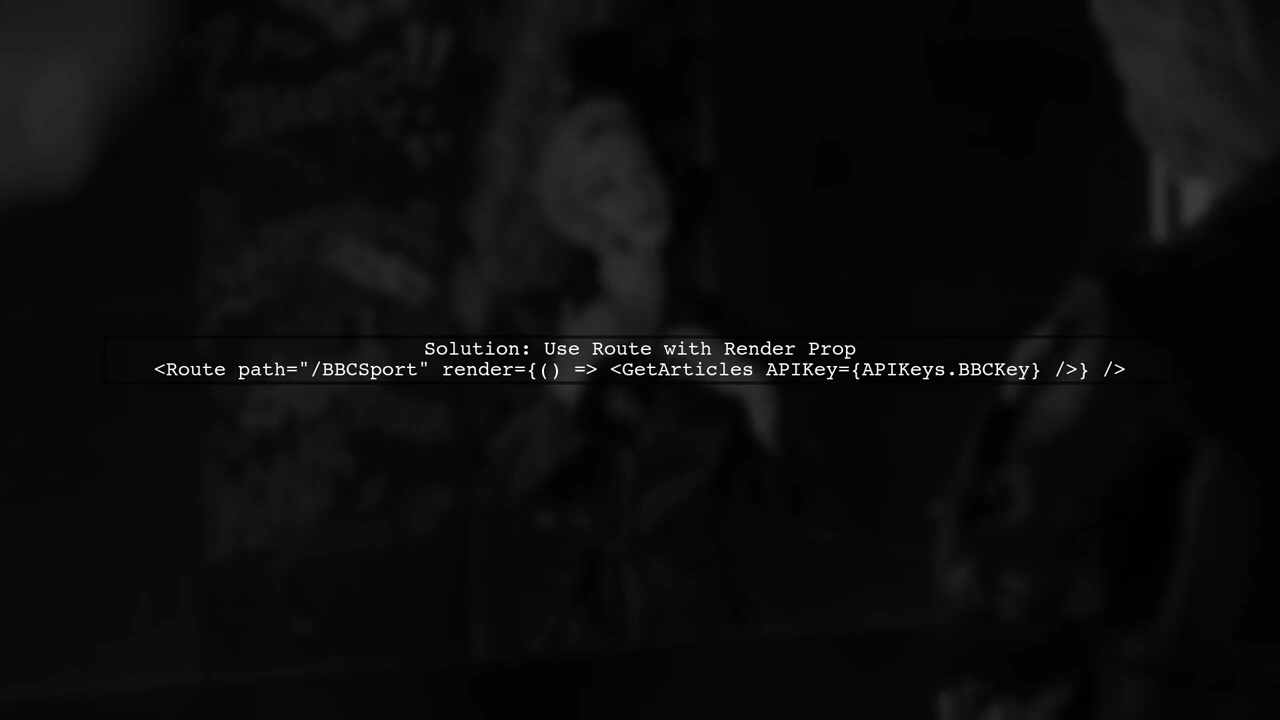 Solution: Use Route with Render Prop
<Route path="/BBCSport" render={() => <GetArticles APIKey={APIKeys.BBCKey} />} />